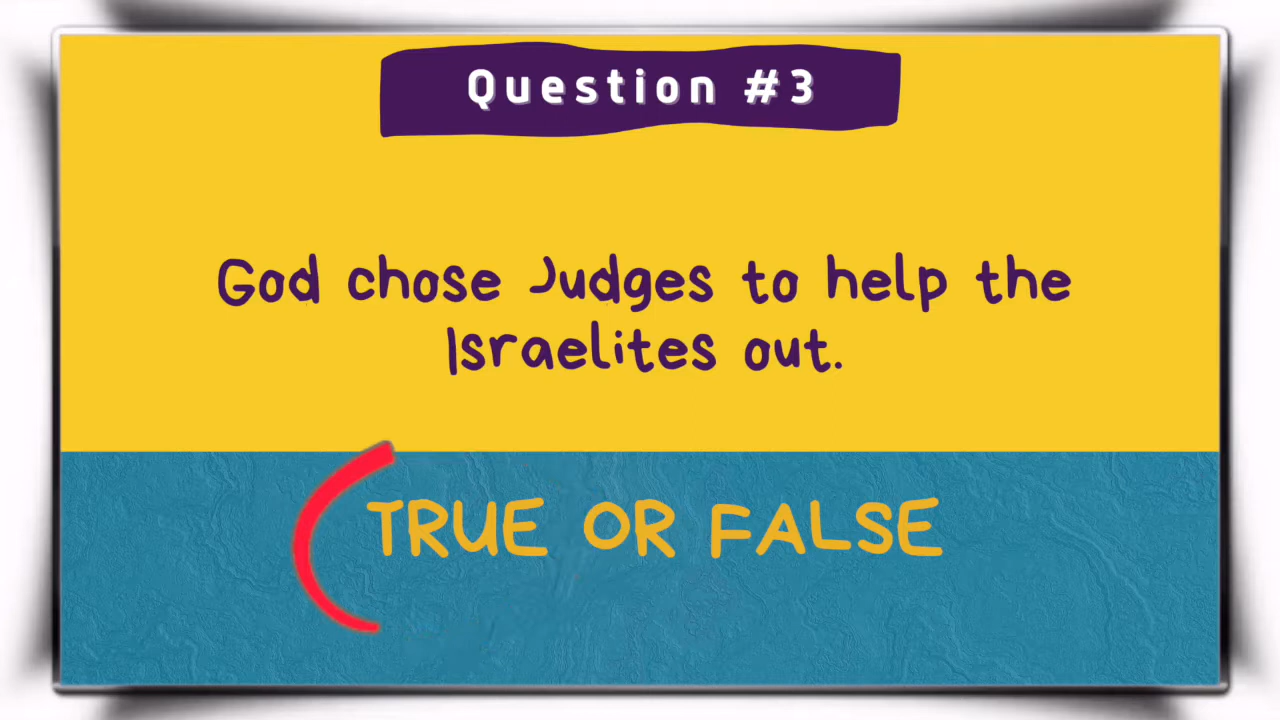 Question #3
God chose Judges to help the
Israelites out.
TRUE OR FALSE